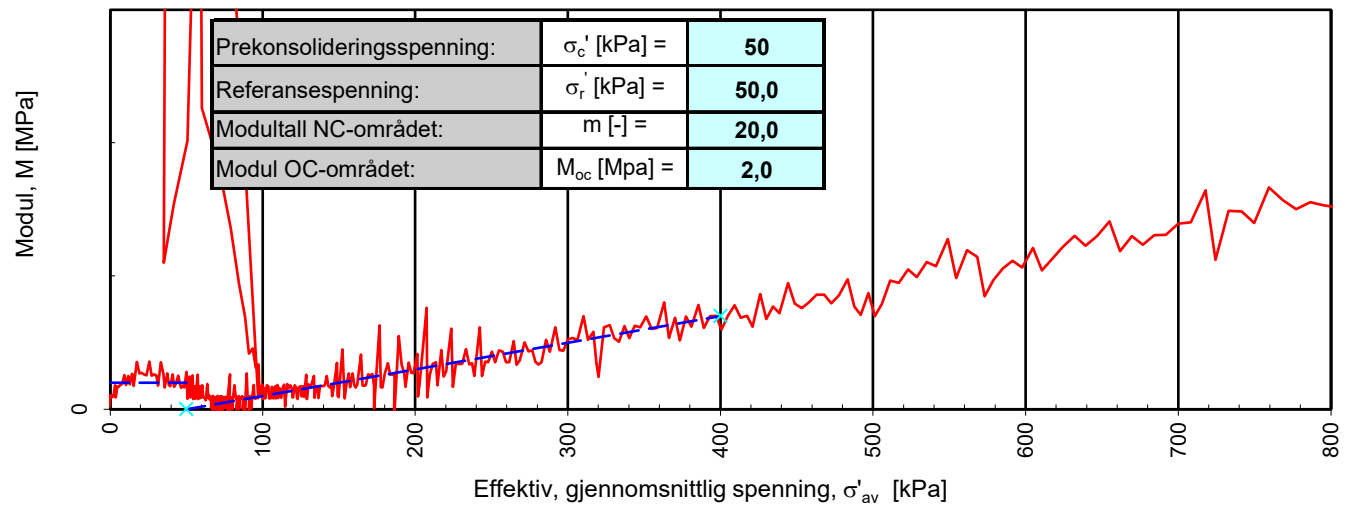 Prekonsolideringsspenning: σc' [kPa] = 50
Referansespenning: σr' [kPa] = 50,0
Modultall NC-området: m [-] = 20,0
Modul OC-området: Moc [Mpa] = 2,0
Modul, M [MPa]
0
0 100 200 300 400 500 600 700 800
Effektiv, gjennomsnittlig spenning, σ'av [kPa]